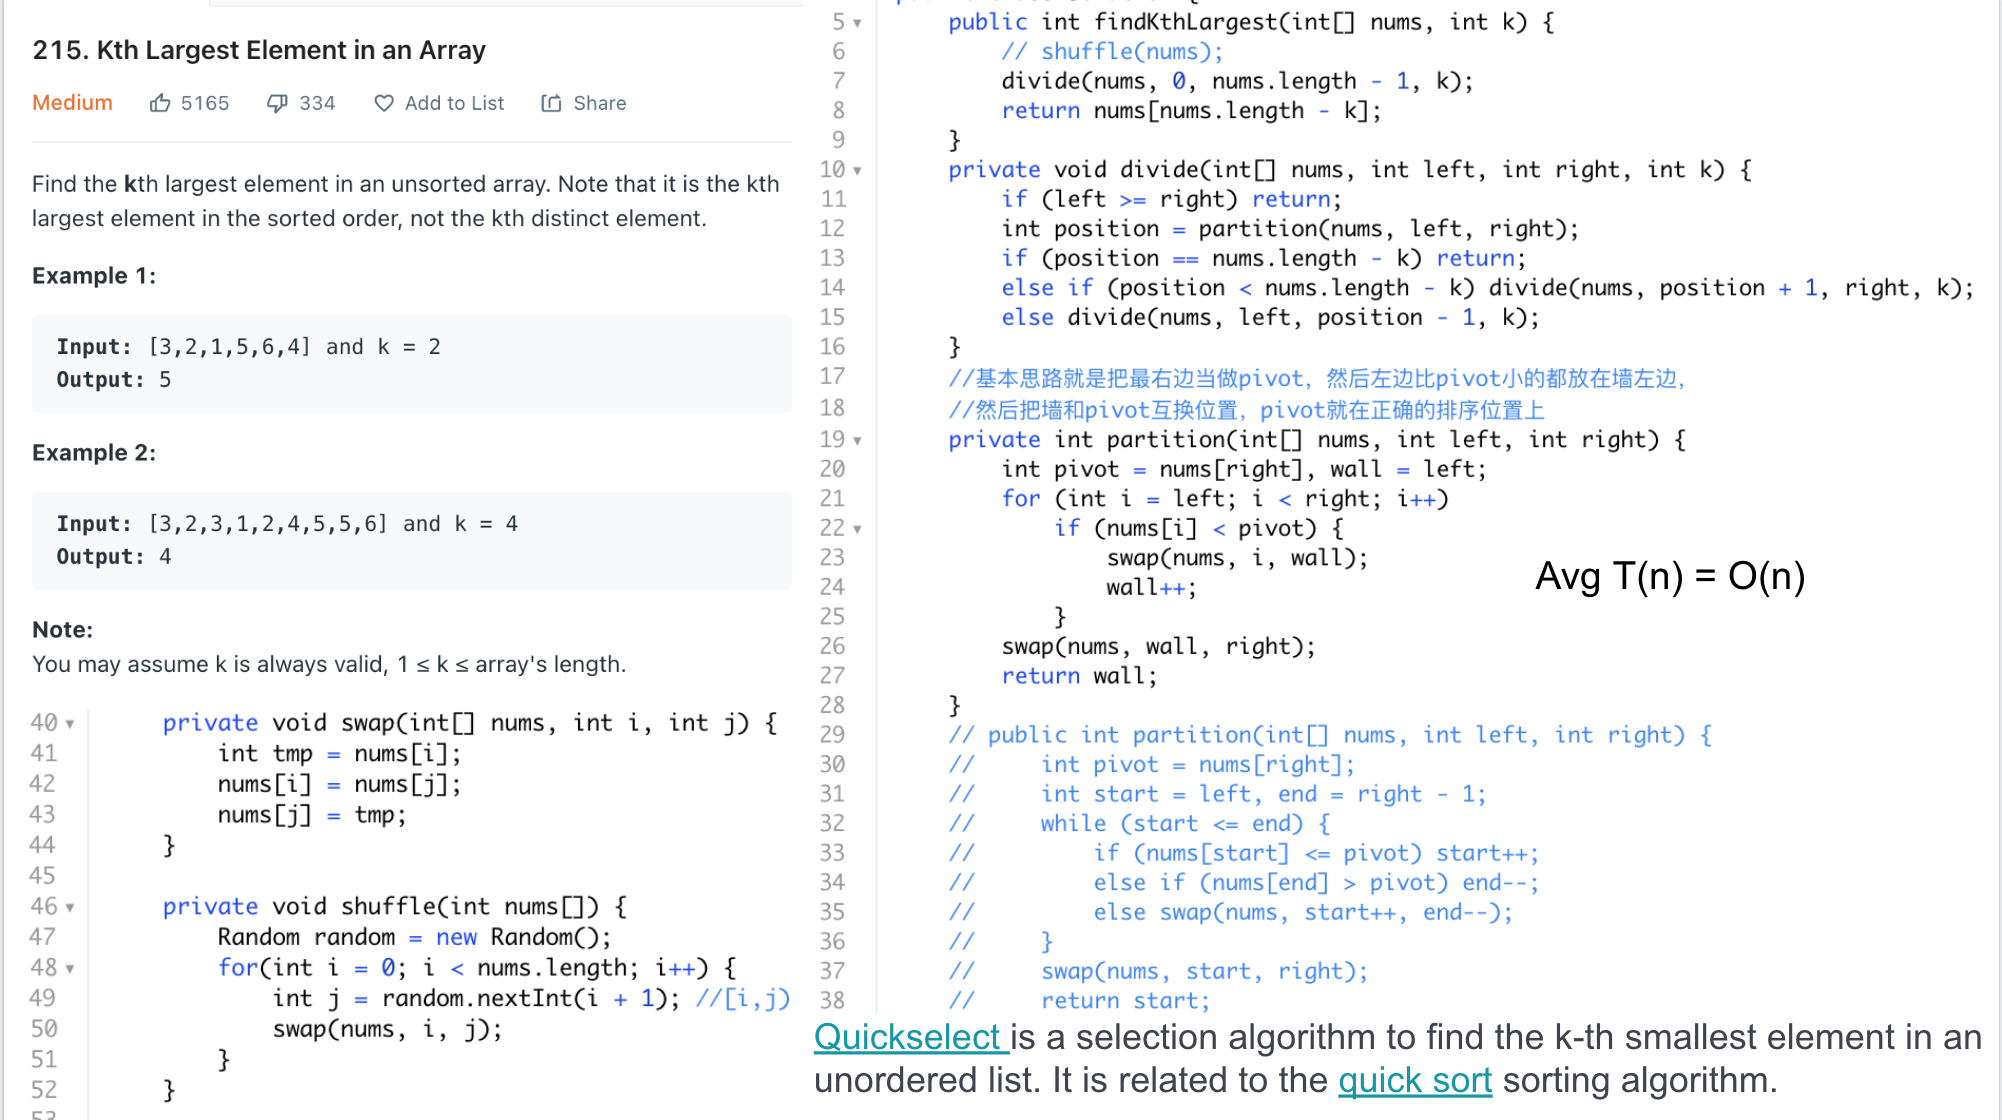 215. Kth Largest Element in an Array
Medium 5165 334 Add to List Share
Find the kth largest element in an unsorted array. Note that it is the kth
largest element in the sorted order, not the kth distinct element.
Example 1:
Input: [3,2,1,5,6,4] and k = 2
Output: 5
Example 2:
Input: [3,2,3,1,2,4,5,5,6] and k = 4
Output: 4
Note:
You may assume k is always valid, 1 ≤ k ≤ array's length.
40 private void swap(int[] nums, int i, int j) {
41 int tmp = nums[i];
42 nums[i] = nums[j];
43 nums[j] = tmp;
44 }
45
46 private void shuffle(int nums[]) {
47 Random random = new Random();
48 for(int i = 0; i < nums.length; i++) {
49 int j = random.nextInt(i + 1); //[i,j)
50 swap(nums, i, j);
51 }
52 }
5 public int findKthLargest(int[] nums, int k) {
6 // shuffle(nums);
7 divide(nums, 0, nums.length - 1, k);
8 return nums[nums.length - k];
9 }
10 private void divide(int[] nums, int left, int right, int k) {
11 if (left >= right) return;
12 int position = partition(nums, left, right);
13 if (position == nums.length - k) return;
14 else if (position < nums.length - k) divide(nums, position + 1, right, k);
15 else divide(nums, left, position - 1, k);
16 }
17 //基本思路就是把最右边当做pivot，然后左边比pivot小的都放在墙左边，
18 //然后把墙和pivot互换位置，pivot就在正确的排序位置上
19 private int partition(int[] nums, int left, int right) {
20 int pivot = nums[right], wall = left;
21 for (int i = left; i < right; i++)
22 if (nums[i] < pivot) {
23 swap(nums, i, wall);
24 wall++;
25 }
26 swap(nums, wall, right);
27 return wall;
28 }
29 // public int partition(int[] nums, int left, int right) {
30 // int pivot = nums[right];
31 // int start = left, end = right - 1;
32 // while (start <= end) {
33 // if (nums[start] <= pivot) start++;
34 // else if (nums[end] > pivot) end--;
35 // else swap(nums, start++, end--);
36 // }
37 // swap(nums, start, right);
38 // return start;
Avg T(n) = O(n)
Quickselect is a selection algorithm to find the k-th smallest element in an
unordered list. It is related to the quick sort sorting algorithm.